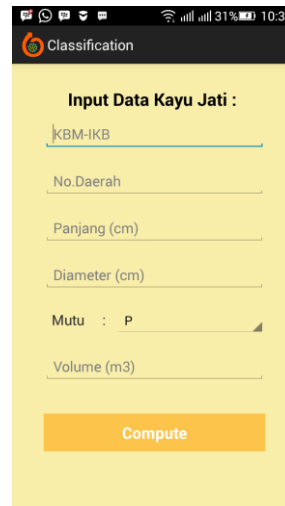 31% 10:3
Classification
Input Data Kayu Jati :
KBM-IKB
No.Daerah
Panjang (cm)
Diameter (cm)
Mutu : P
Volume (m3)
Compute